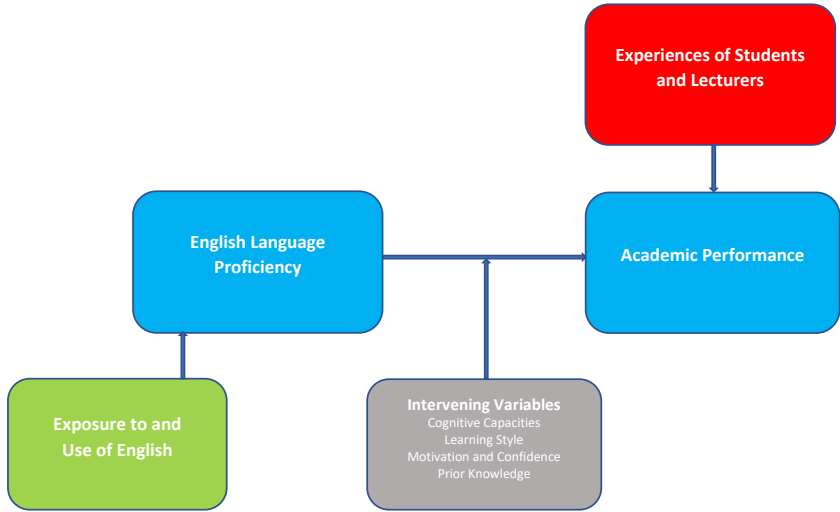 Experiences of Students
and Lecturers
English Language
Proficiency
Academic Performance
Exposure to and
Use of English
Intervening Variables
Cognitive Capacities
Learning Style
Motivation and Confidence
Prior Knowledge